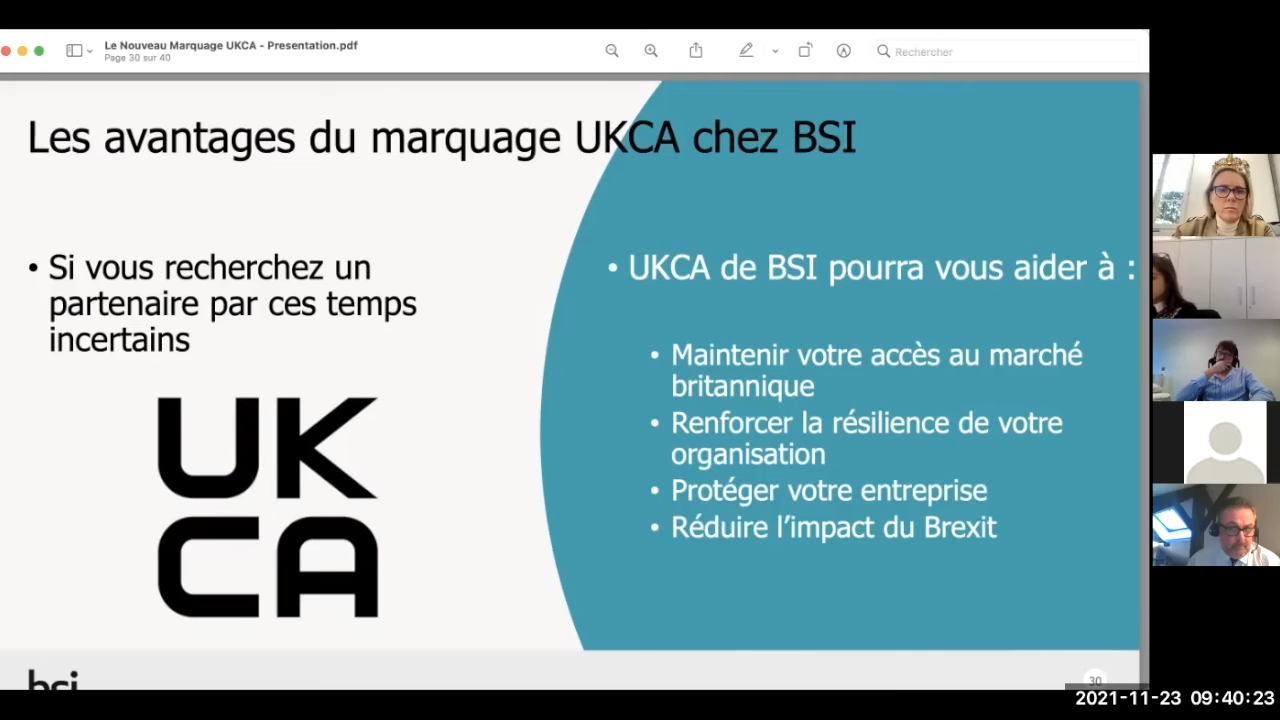 Le Nouveau Marquage UKCA - Presentation.pdf
Page 30 sur 40
Rechercher
Les avantages du marquage UKCA chez BSI
• Si vous recherchez un
partenaire par ces temps
incertains
UK
CA
• UKCA de BSI pourra vous aider à :
• Maintenir votre accès au marché
britannique
• Renforcer la résilience de votre
organisation
• Protéger votre entreprise
• Réduire l’impact du Brexit
bsi
30
2021-11-23 09:40:23